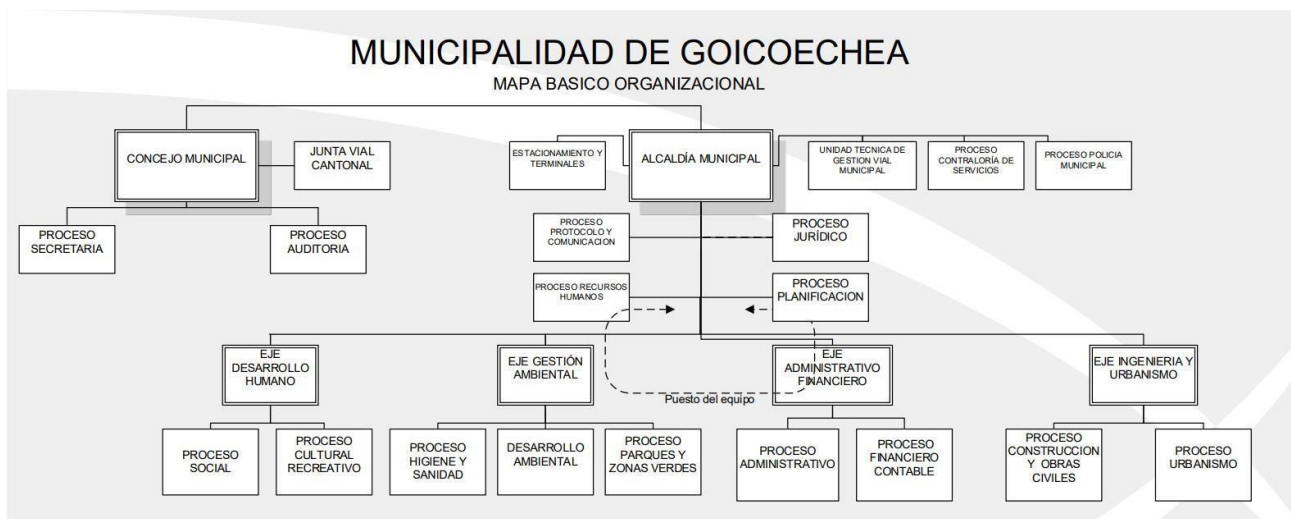 MUNICIPALIDAD DE GOICOECHEA
MAPA BASICO ORGANIZACIONAL
CONCEJO MUNICIPAL
JUNTA VIAL
CANTONAL
ESTACIONAMIENTO Y
TERMINALES
ALCALDÍA MUNICIPAL
UNIDAD TECNICA DE
GESTION VIAL
MUNICIPAL
PROCESO
CONTRALORÍA DE
SERVICIOS
PROCESO POLICIA
MUNICIPAL
PROCESO
SECRETARIA
PROCESO
AUDITORIA
PROCESO
PROTOCOLO Y
COMUNICACION
PROCESO
JURÍDICO
PROCESO RECURSOS
HUMANOS
PROCESO
PLANIFICACION
EJE
DESARROLLO
HUMANO
EJE GESTIÓN
AMBIENTAL
EJE
ADMINISTRATIVO
FINANCIERO
EJE INGENIERIA Y
URBANISMO
Puesto del equipo
PROCESO
SOCIAL
PROCESO
CULTURAL
RECREATIVO
PROCESO
HIGIENE Y
SANIDAD
DESARROLLO
AMBIENTAL
PROCESO
PARQUES Y
ZONAS VERDES
PROCESO
ADMINISTRATIVO
PROCESO
FINANCIERO
CONTABLE
PROCESO
CONSTRUCCION
Y OBRAS
CIVILES
PROCESO
URBANISMO